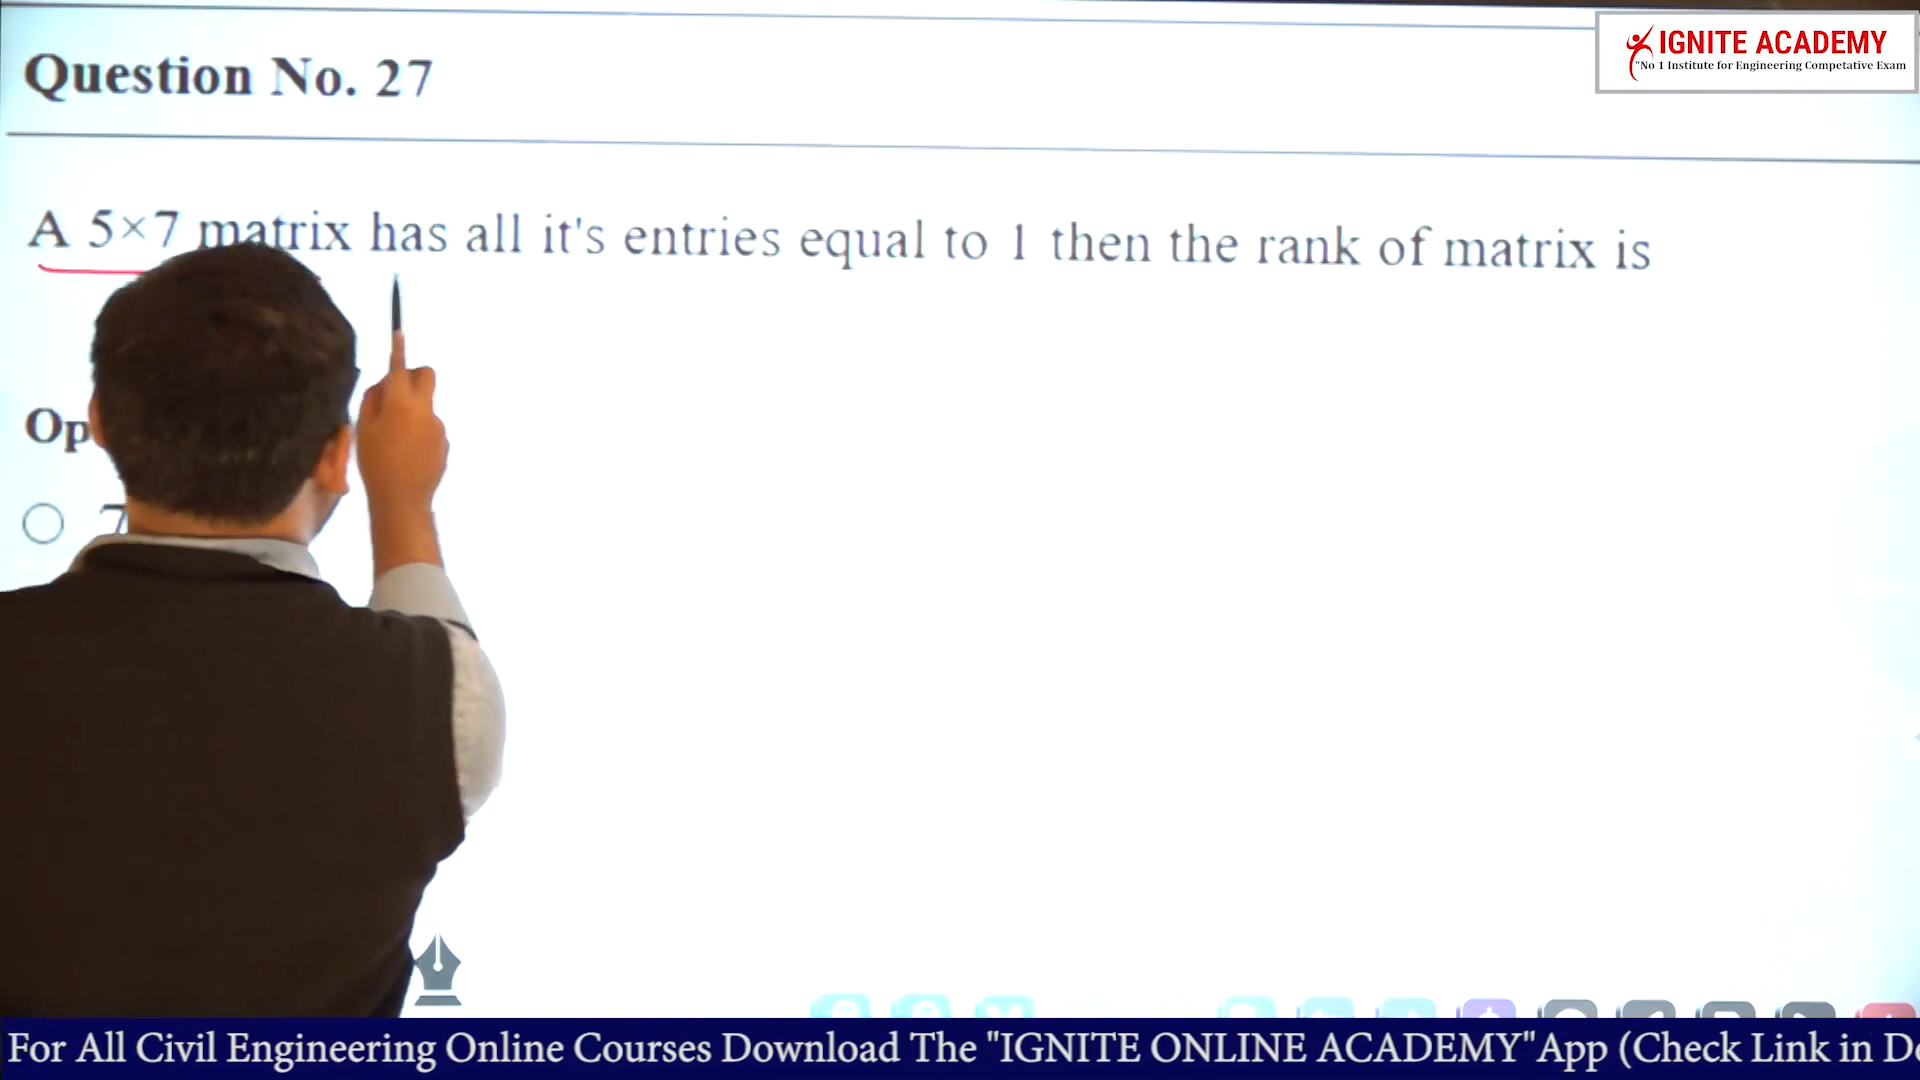 IGNITE ACADEMY
"No 1 Institute for Engineering Competative Exam
Question No. 27
A 5×7 matrix has all it's entries equal to 1 then the rank of matrix is
7
For All Civil Engineering Online Courses Download The "IGNITE ONLINE ACADEMY"App (Check Link in